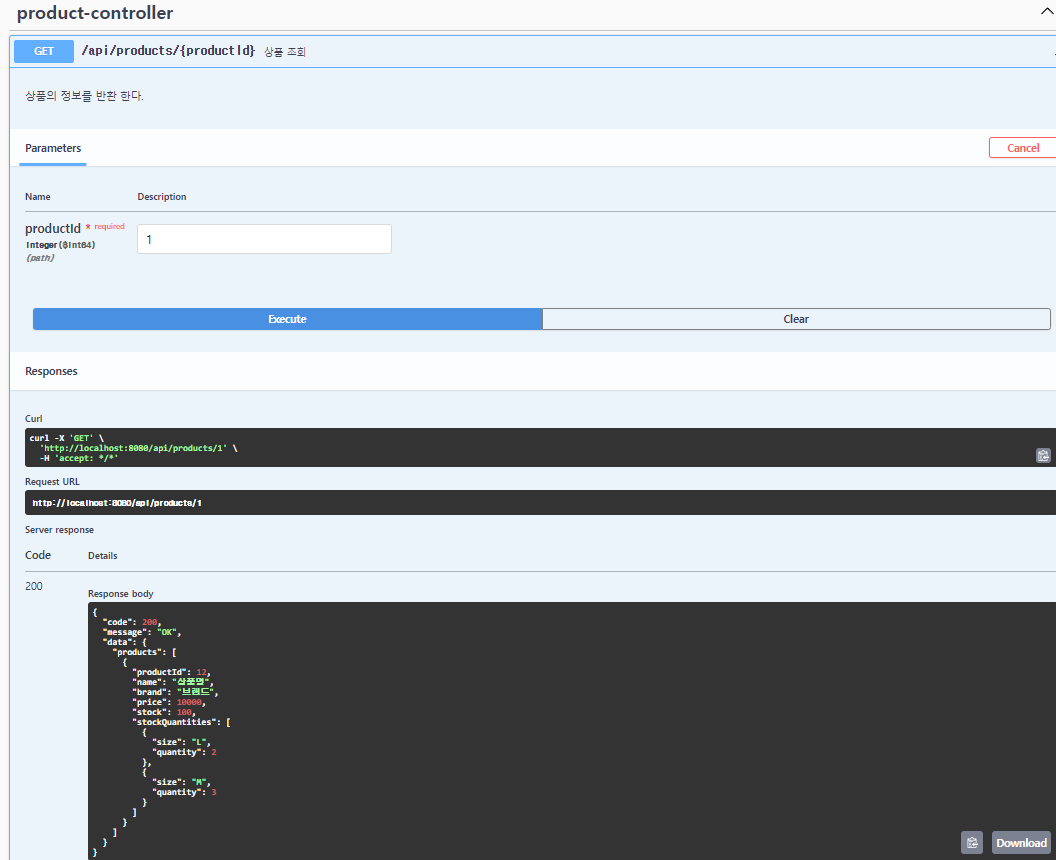 product-controller
GET /api/products/{productId} 상품 조회
상품의 정보를 반환 한다.
Parameters
Cancel
Name Description
productId * required
integer($int64)
(path)
1
Execute Clear
Responses
Curl
curl -X 'GET' \
'http://localhost:8080/api/products/1' \
-H 'accept: */*'
Request URL
http://localhost:8080/api/products/1
Server response
Code Details
200
Response body
{
"code": 200,
"message": "OK",
"data": {
"products": [
{
"productId": 12,
"name": "상품명",
"brand": "브랜드",
"price": 10000,
"stock": 100,
"stockQuantities": [
{
"size": "L",
"quantity": 2
},
{
"size": "M",
"quantity": 3
}
]
}
]
}
}
Download